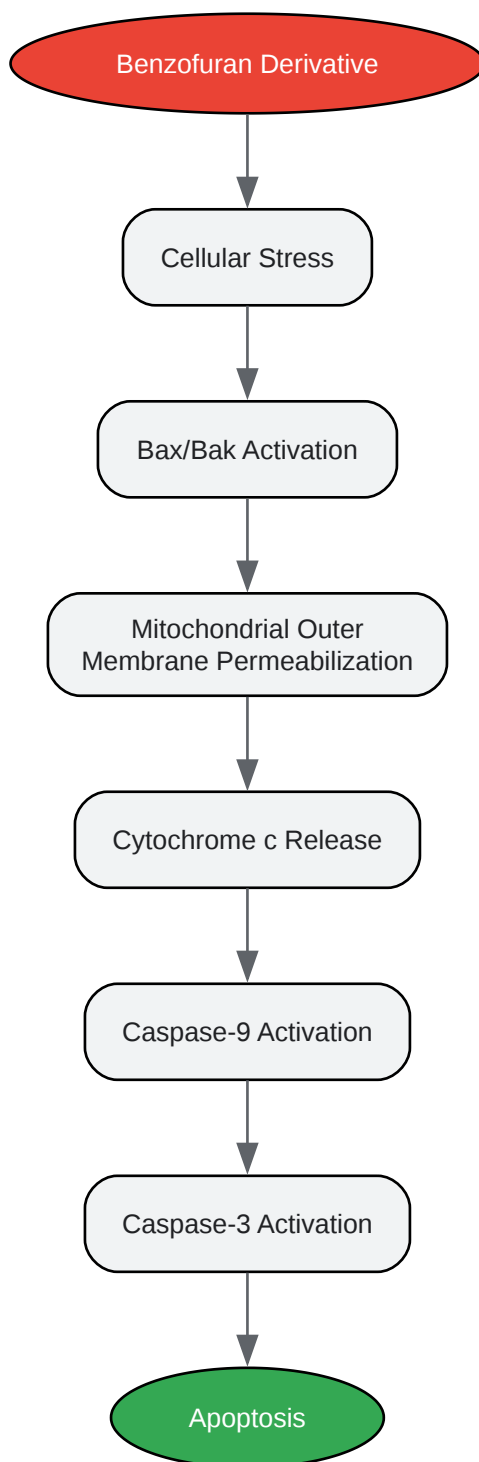 Benzofuran Derivative
Cellular Stress
Bax/Bak Activation
Mitochondrial Outer
Membrane Permeabilization
Cytochrome c Release
Caspase-9 Activation
Caspase-3 Activation
Apoptosis